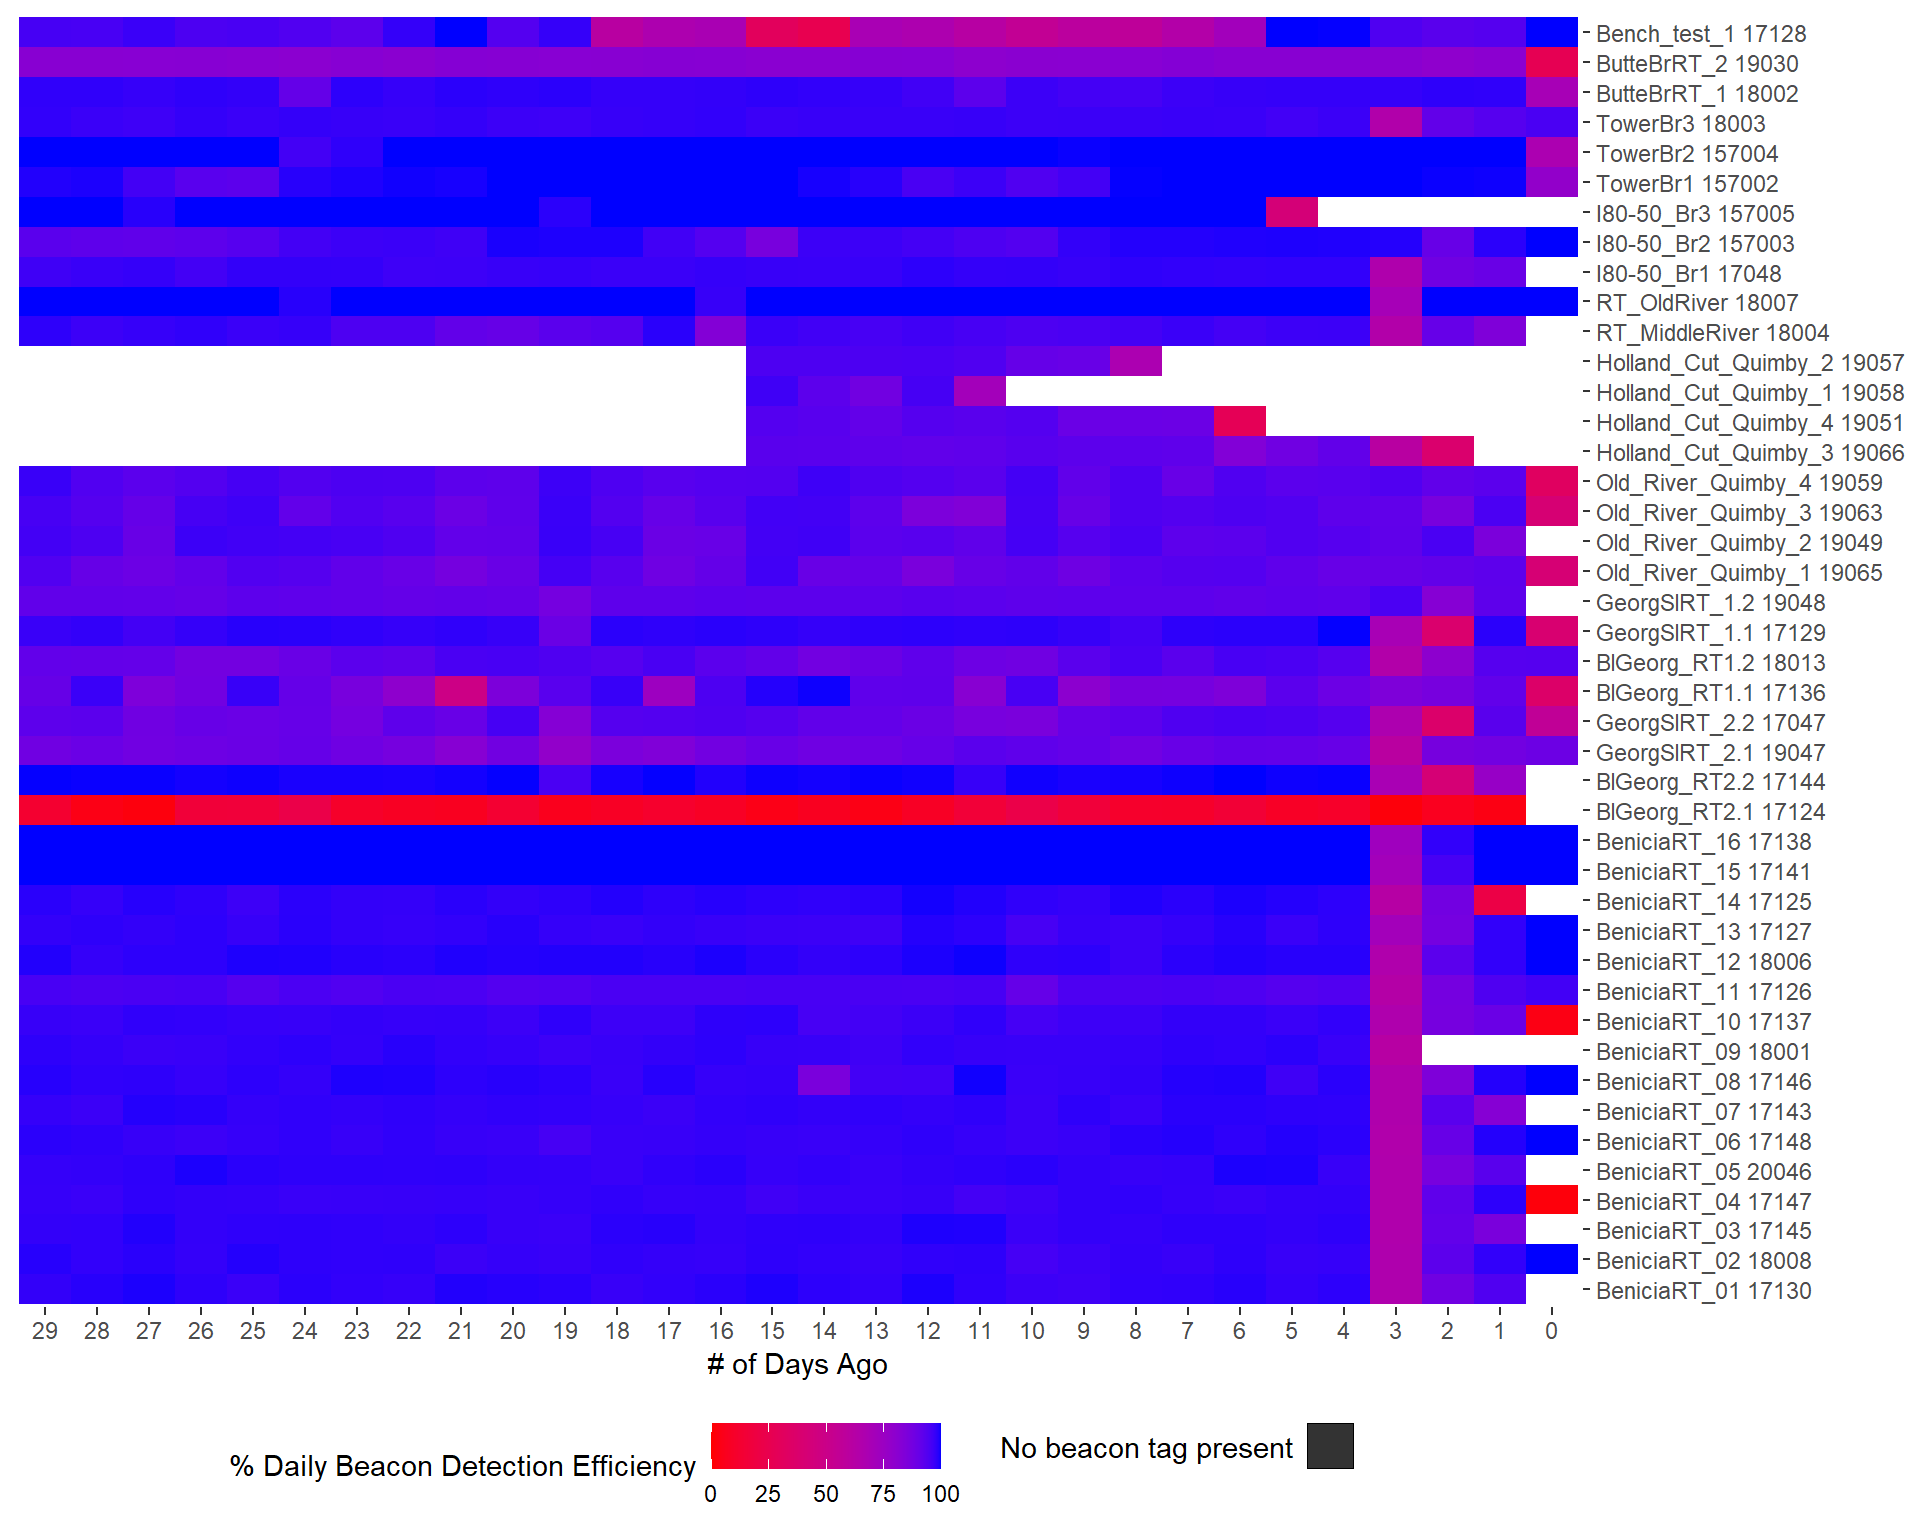 Bench_test_1 17128
ButteBrRT_2 19030
ButteBrRT_1 18002
TowerBr3 18003
TowerBr2 157004
TowerBr1 157002
I80-50_Br3 157005
I80-50_Br2 157003
I80-50_Br1 17048
RT_OldRiver 18007
RT_MiddleRiver 18004
Holland_Cut_Quimby_2 19057
Holland_Cut_Quimby_1 19058
Holland_Cut_Quimby_4 19051
Holland_Cut_Quimby_3 19066
Old_River_Quimby_4 19059
Old_River_Quimby_3 19063
Old_River_Quimby_2 19049
Old_River_Quimby_1 19065
GeorgSlRT_1.2 19048
GeorgSlRT_1.1 17129
BlGeorg_RT1.2 18013
BlGeorg_RT1.1 17136
GeorgSlRT_2.2 17047
GeorgSlRT_2.1 19047
BlGeorg_RT2.2 17144
BlGeorg_RT2.1 17124
BeniciaRT_16 17138
BeniciaRT_15 17141
BeniciaRT_14 17125
BeniciaRT_13 17127
BeniciaRT_12 18006
BeniciaRT_11 17126
BeniciaRT_10 17137
BeniciaRT_09 18001
BeniciaRT_08 17146
BeniciaRT_07 17143
BeniciaRT_06 17148
BeniciaRT_05 20046
BeniciaRT_04 17147
BeniciaRT_03 17145
BeniciaRT_02 18008
BeniciaRT_01 17130
29 28 27 26 25 24 23 22 21 20 19 18 17 16 15 14 13 12 11 10 9 8 7 6 5 4 3 2 1 0
# of Days Ago
% Daily Beacon Detection Efficiency
0 25 50 75 100
No beacon tag present